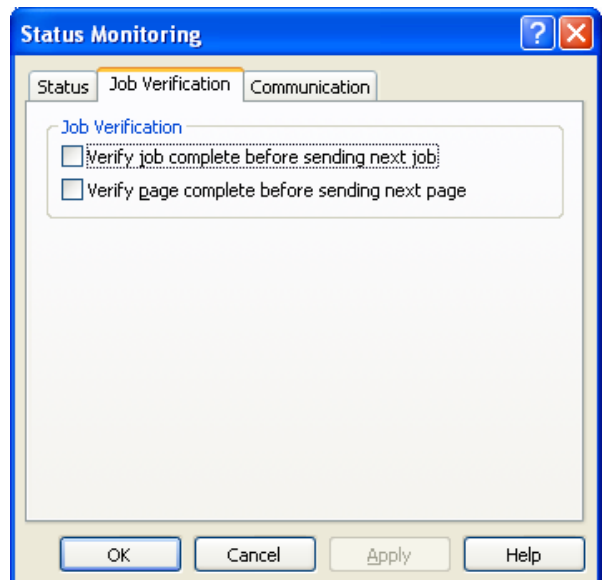 Status Monitoring
Status Job Verification Communication
Job Verification
Verify job complete before sending next job
Verify page complete before sending next page
OK Cancel Apply Help